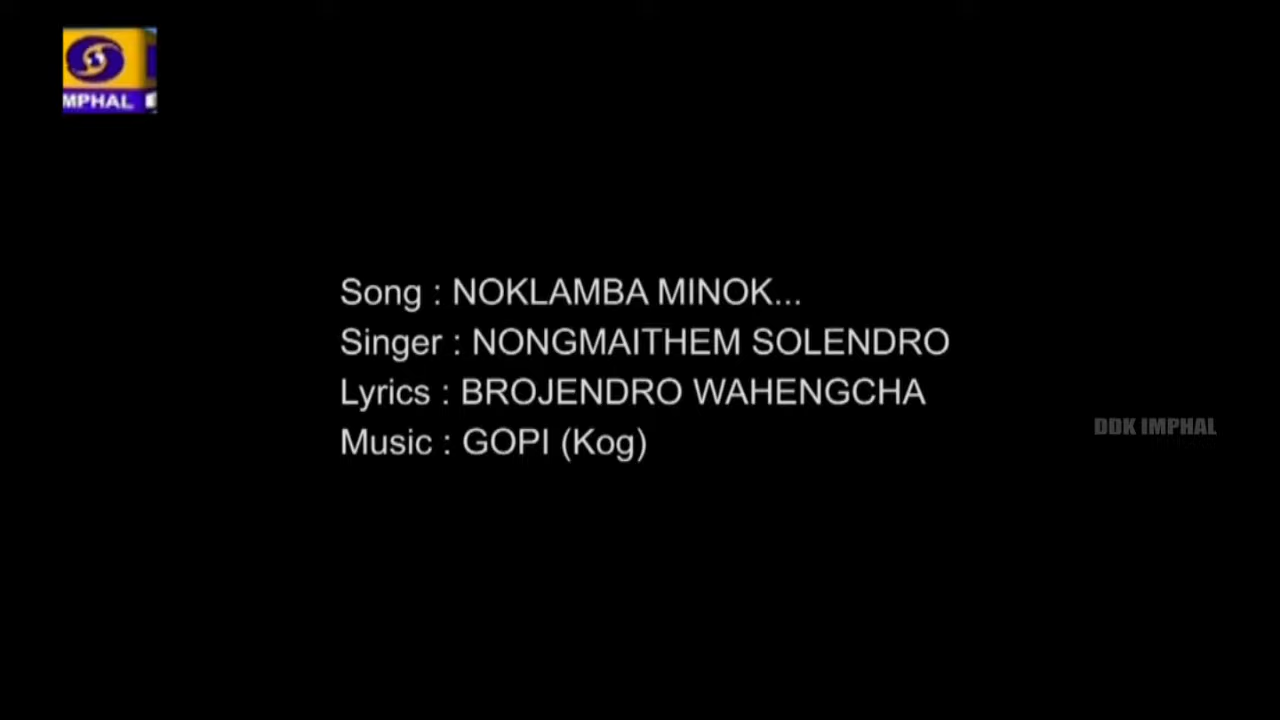 MPHAL
Song : NOKLAMBA MINOK...
Singer : NONGMAITHEM SOLENDRO
Lyrics : BROJENDRO WAHENGCHA
Music : GOPI (Kog)
DDK IMPHAL